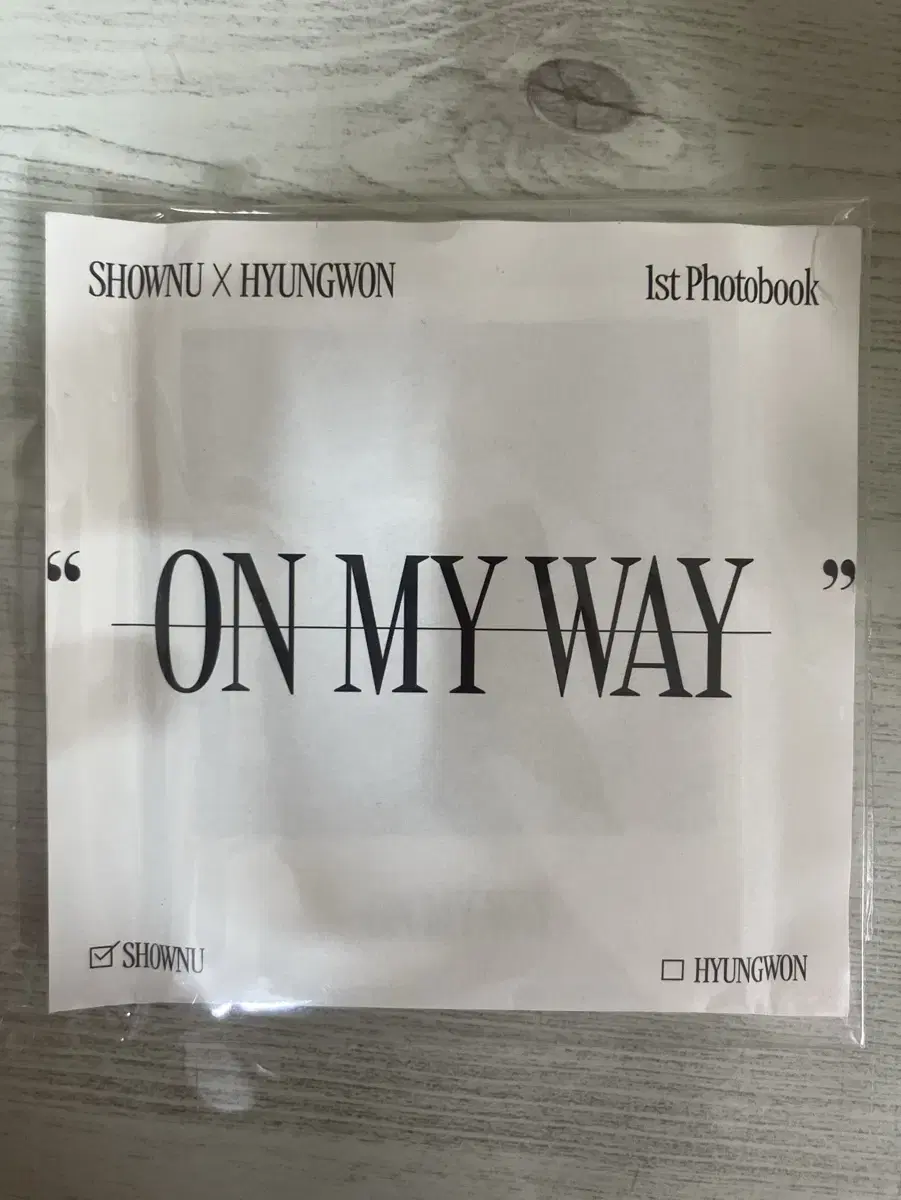 SHOWNU X HYUNGWON
1st Photobook
“ ON MY WAY ”
☑ SHOWNU
☐ HYUNGWON